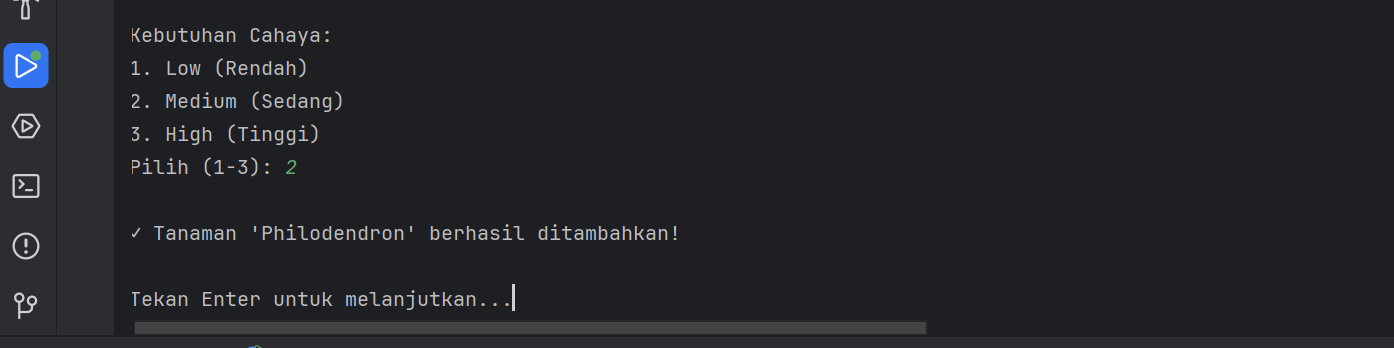 Kebutuhan Cahaya:
1. Low (Rendah)
2. Medium (Sedang)
3. High (Tinggi)
Pilih (1-3): 2
✓ Tanaman 'Philodendron' berhasil ditambahkan!
Tekan Enter untuk melanjutkan...